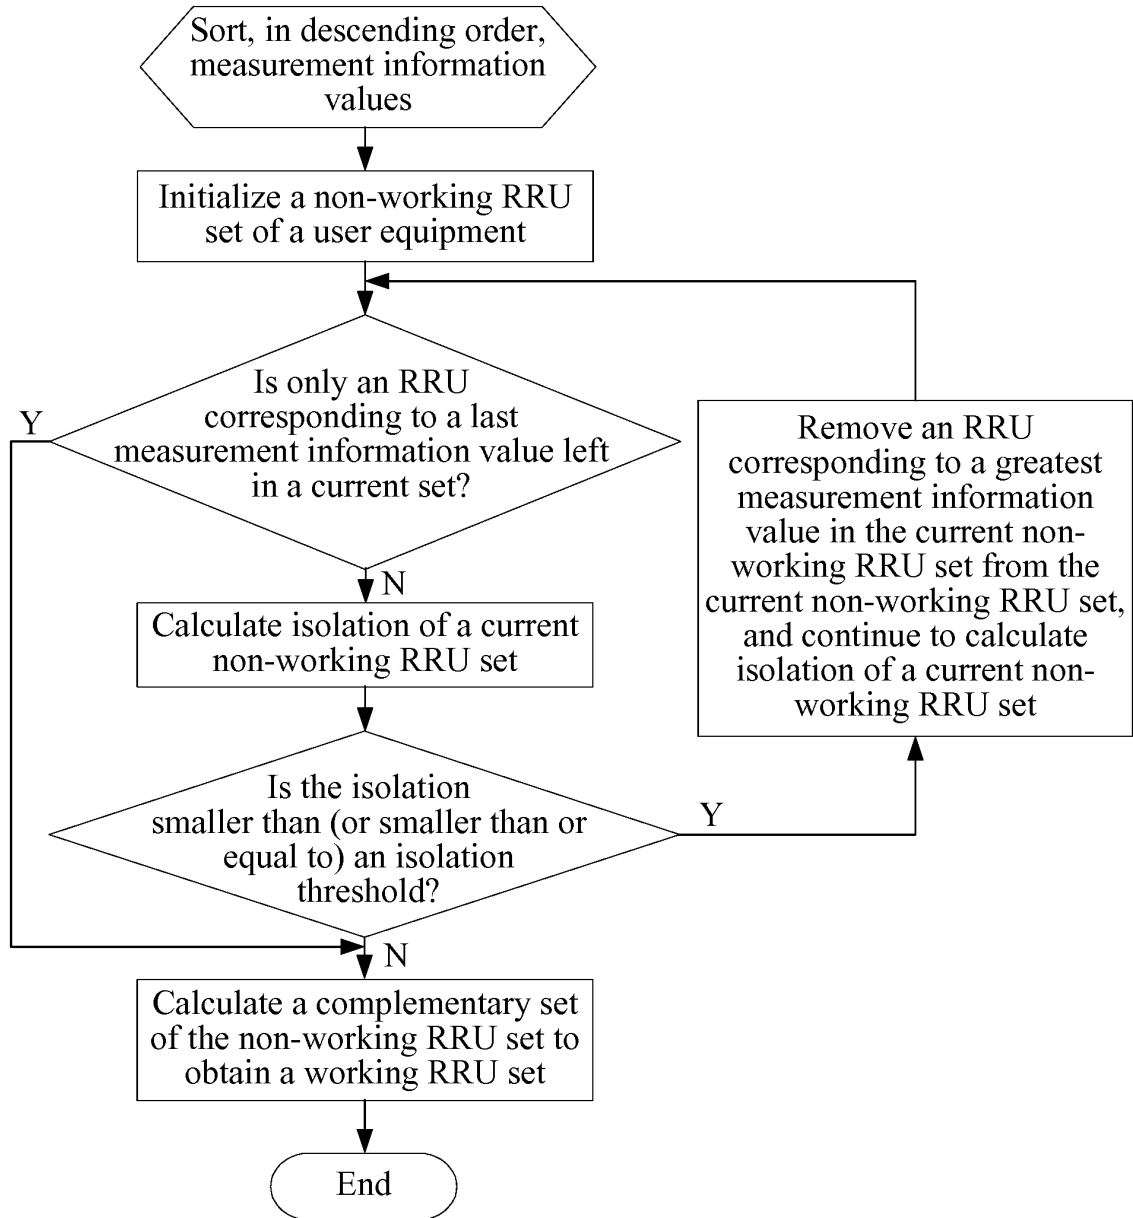 Sort, in descending order,
measurement information
values
Initialize a non-working RRU
set of a user equipment
Is only an RRU
corresponding to a last
measurement information value left
in a current set?
Y
N
Calculate isolation of a current
non-working RRU set
Is the isolation
smaller than (or smaller than or
equal to) an isolation
threshold?
Y
Remove an RRU
corresponding to a greatest
measurement information
value in the current non-
working RRU set from the
current non-working RRU set,
and continue to calculate
isolation of a current non-
working RRU set
N
Calculate a complementary set
of the non-working RRU set to
obtain a working RRU set
End